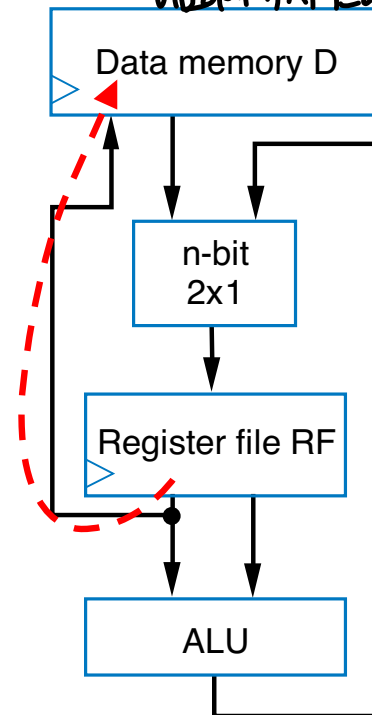 Data memory D
n-bit
2x1
Register file RF
ALU